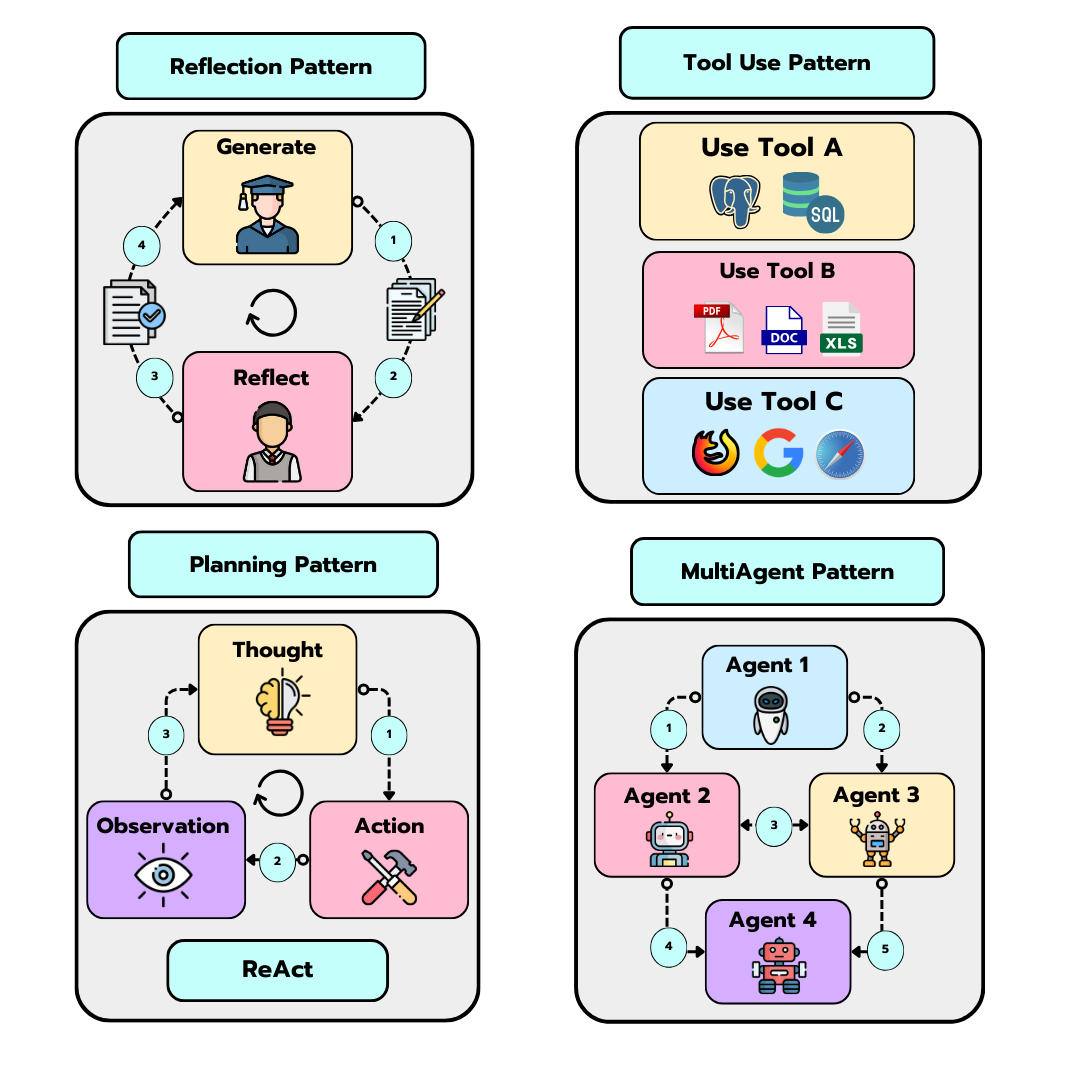 Reflection Pattern
Generate
4
1
3
2
Reflect
Tool Use Pattern
Use Tool A
SQL
Use Tool B
PDF
DOC
XLS
Use Tool C
Planning Pattern
Thought
3
1
Observation
Action
2
ReAct
MultiAgent Pattern
Agent 1
1
2
Agent 2
Agent 3
3
Agent 4
4
5